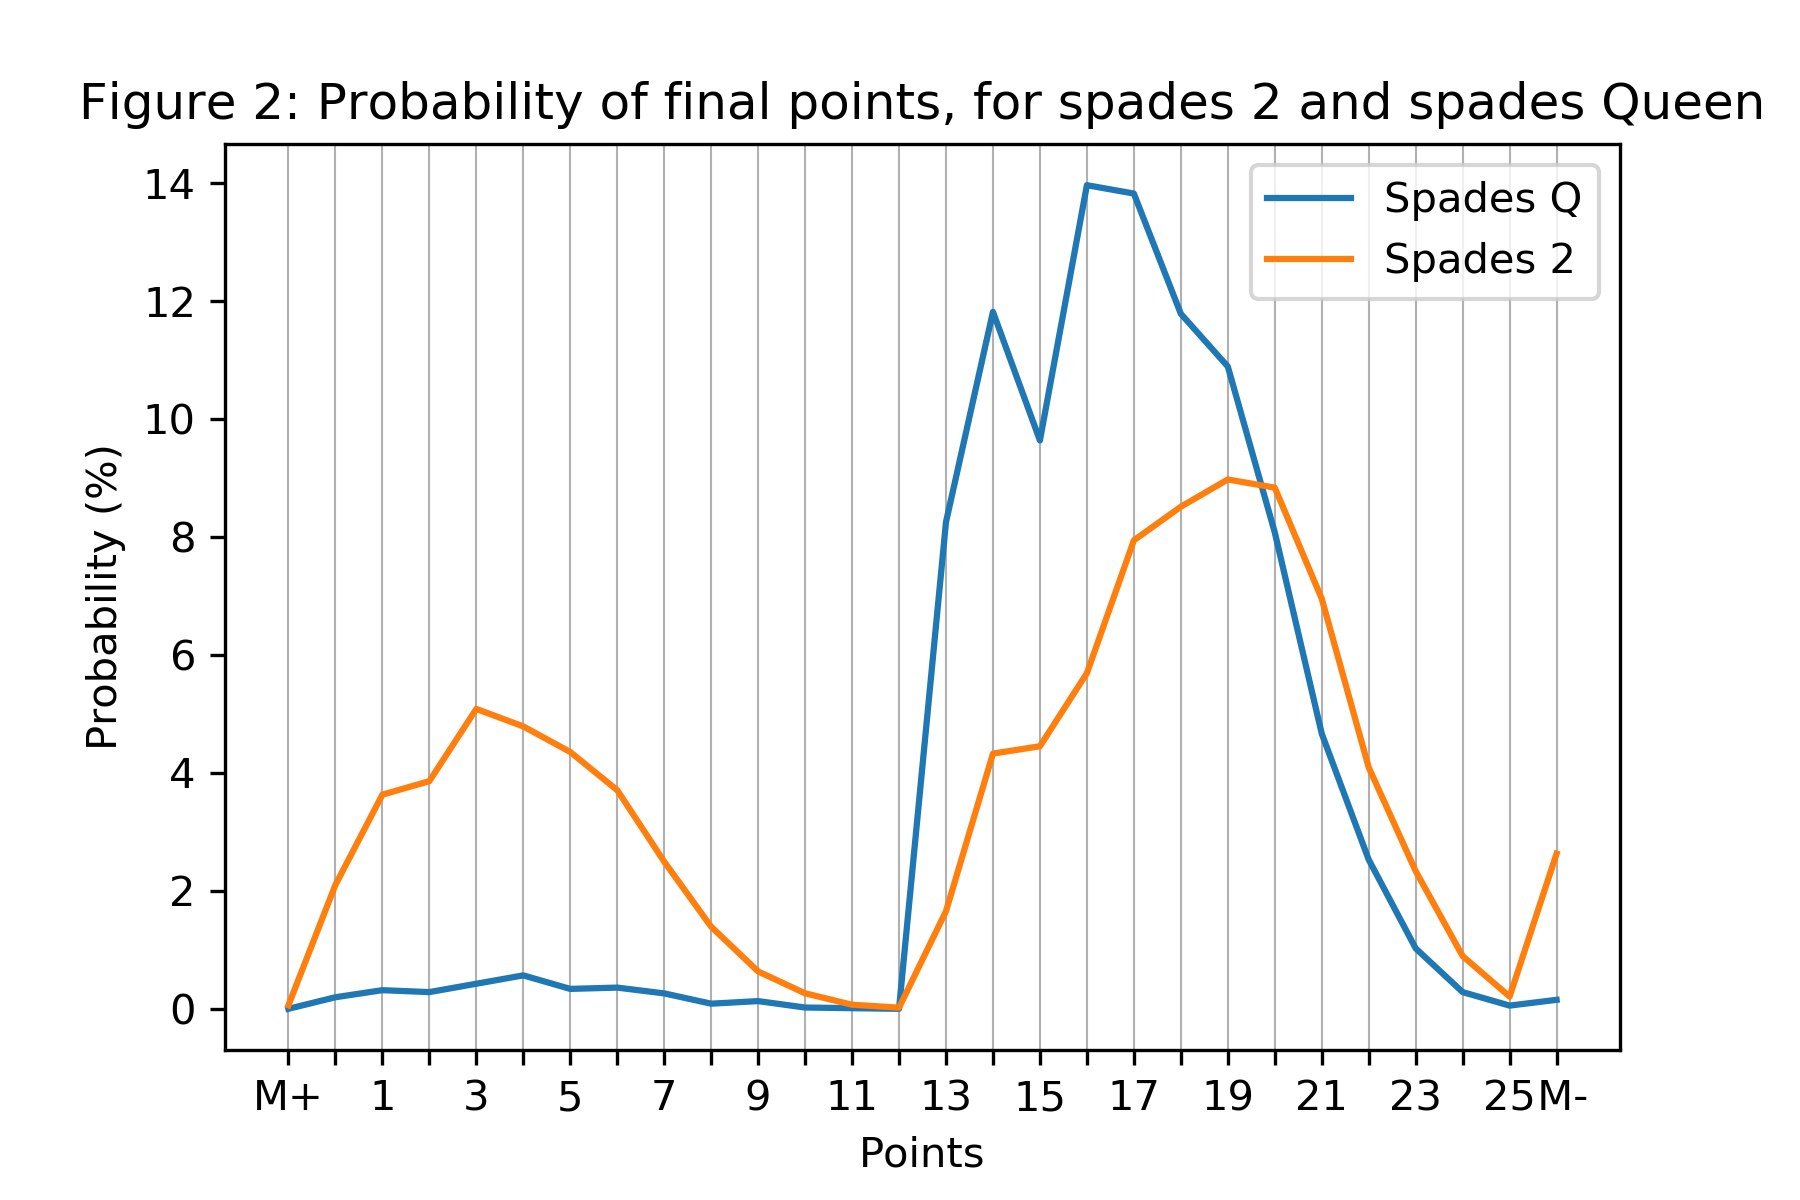 Figure 2: Probability of final points, for spades 2 and spades Queen
Spades Q
Spades 2
14
12
10
8
6
4
2
0
Probability (%)
M+ 1 3 5 7 9 11 13 15 17 19 21 23 25 M-
Points